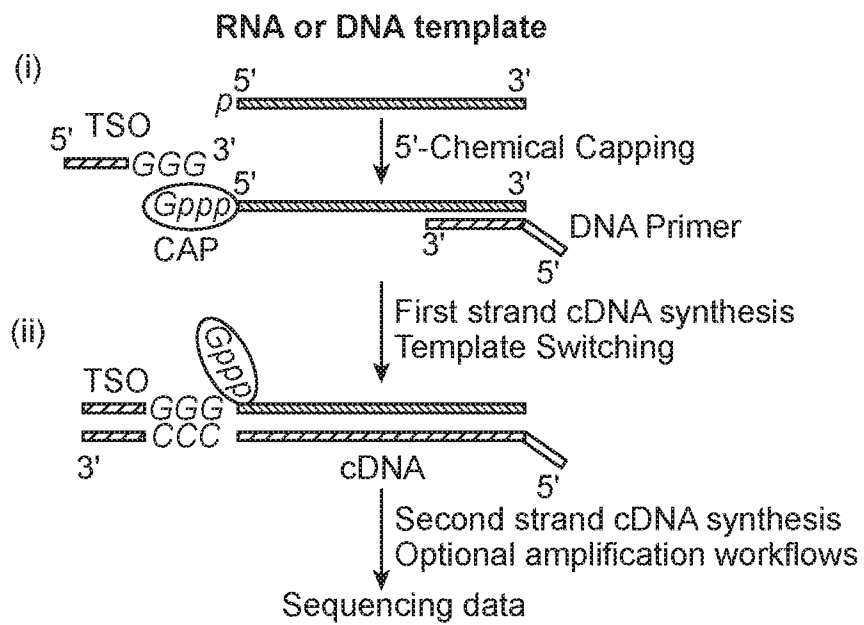 RNA or DNA template
(i)
5' 3'
p
TSO
5' GGG 3'
5'-Chemical Capping
5' 3'
Gppp
CAP
3'
DNA Primer
5'
First strand cDNA synthesis
Template Switching
(ii)
Gppp
TSO
GGG
CCC
3'
cDNA
5'
Second strand cDNA synthesis
Optional amplification workflows
Sequencing data